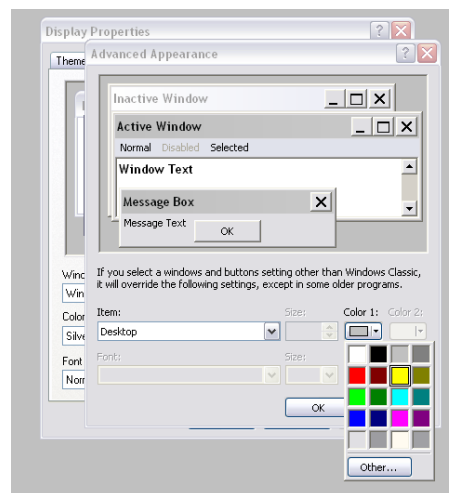 Display Properties
Advanced Appearance
Theme
Inactive Window
Active Window
Normal Disabled Selected
Window Text
Message Box
Message Text
OK
If you select a windows and buttons setting other than Windows Classic,
it will override the following settings, except in some older programs.
Wind
Win
Item: Size: Color 1: Color 2:
Desktop
Color
Silve
Font: Size:
Font
Nor
OK
Other...